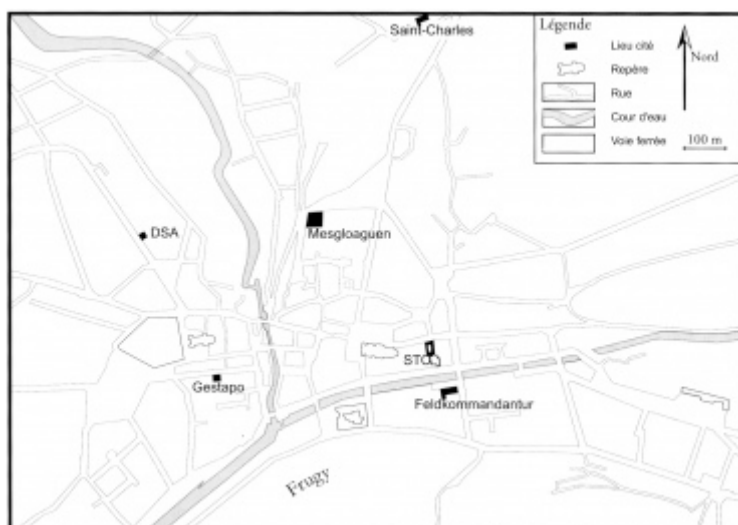 Saint-Charles
Légende
Lieu cité
Repère
Rue
Cour d'eau
Voie ferrée
Nord
100 m
DSA
Mesgloaguen
STO
Gestapo
Feldkommandantur
Frugy